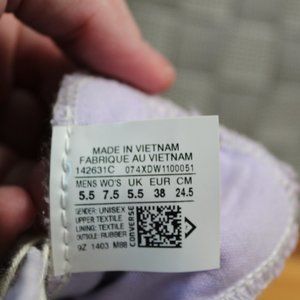 MADE IN VIETNAM
FABRIQUE AU VIETNAM
142631C 074XDW1100051
MENS WO'S UK EUR CM
5.5 7.5 5.5 38 24.5
GENDER: UNISEX
UPPER: TEXTILE
LINING: TEXTILE
OUTSOLE: RUBBER
9Z 1403 M88
CONVERSE